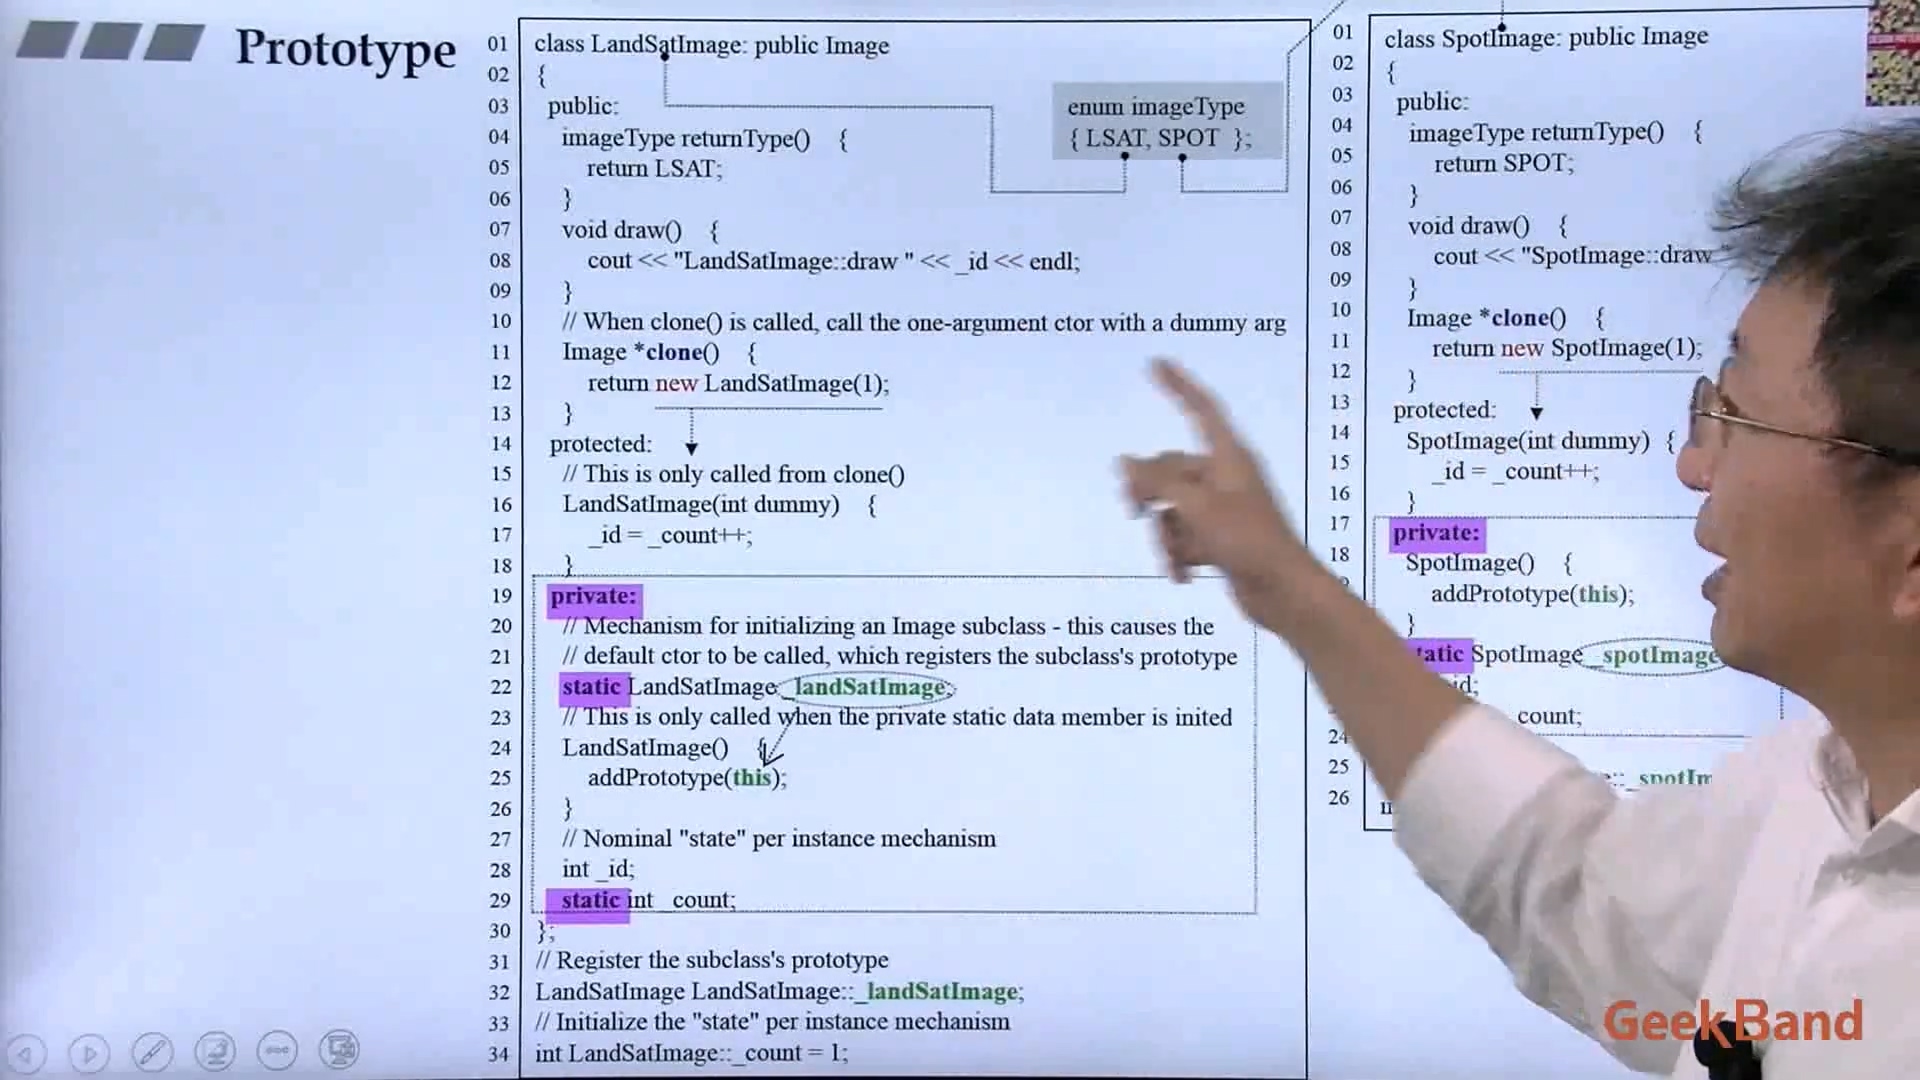 Prototype
01 class LandSatImage: public Image
02 {
03 public:
04 imageType returnType() {
05 return LSAT;
06 }
07 void draw() {
08 cout << "LandSatImage::draw " << _id << endl;
09 }
10 // When clone() is called, call the one-argument ctor with a dummy arg
11 Image *clone() {
12 return new LandSatImage(1);
13 }
14 protected:
15 // This is only called from clone()
16 LandSatImage(int dummy) {
17 _id = _count++;
18 }
19 private:
20 // Mechanism for initializing an Image subclass - this causes the
21 // default ctor to be called, which registers the subclass's prototype
22 static LandSatImage _landSatImage;
23 // This is only called when the private static data member is inited
24 LandSatImage() {
25 addPrototype(this);
26 }
27 // Nominal "state" per instance mechanism
28 int _id;
29 static int _count;
30 };
31 // Register the subclass's prototype
32 LandSatImage LandSatImage::_landSatImage;
33 // Initialize the "state" per instance mechanism
34 int LandSatImage::_count = 1;
enum imageType
{ LSAT, SPOT };
01 class SpotImage: public Image
02 {
03 public:
04 imageType returnType() {
05 return SPOT;
06 }
07 void draw() {
08 cout << "SpotImage::draw "
09 }
10 Image *clone() {
11 return new SpotImage(1);
12 }
13 protected:
14 SpotImage(int dummy) {
15 _id = _count++;
16 }
17 private:
18 SpotImage() {
addPrototype(this);
}
static SpotImage _spotImage
id;
count;
24
25 ::_spotIm
26
GeekBand